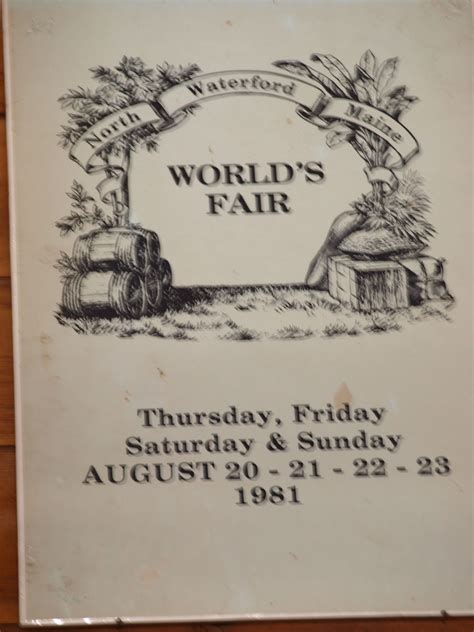 North Waterford Maine
WORLD'S
FAIR
Thursday, Friday
Saturday & Sunday
AUGUST 20 - 21 - 22 - 23
1981